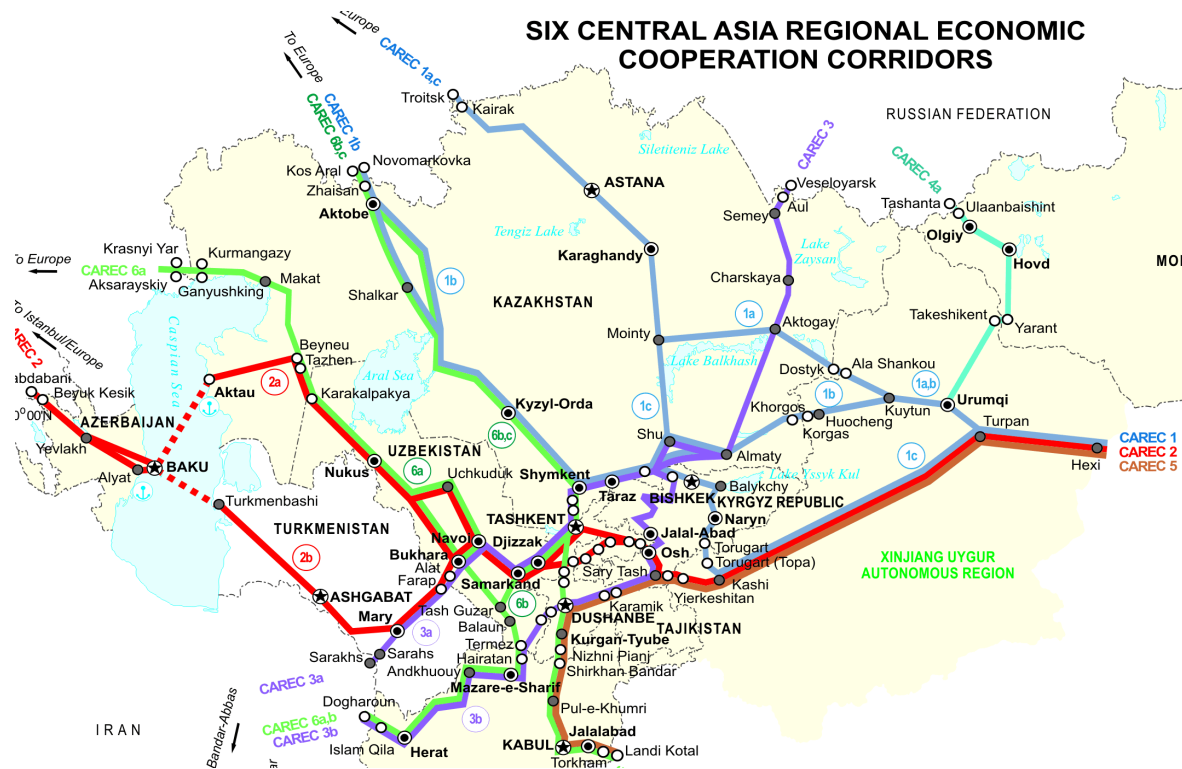 SIX CENTRAL ASIA REGIONAL ECONOMIC
COOPERATION CORRIDORS
Europe
To Europe
CAREC 1a,c
CAREC 1b
CAREC 6b,c
Troitsk
Kairak
RUSSIAN FEDERATION
CAREC 3
Siletiteniz Lake
CAREC 4a
Novomarkovka
Kos Aral
Zhaisan
Aktobe
ASTANA
Veseloyarsk
Aul
Semey
Tashanta
Ulaanbaishint
Olgiy
Tengiz Lake
Krasnyi Yar
Kurmangazy
To Europe
CAREC 6a
Aksarayskiy
Ganyushking
Makat
Karaghandy
Lake
Zaysan
Hovd
MO
Shalkar
1b
KAZAKHSTAN
Charskaya
To Istanbul/Europe
AREC 2
Caspian Sea
1a
Aktogay
Takeshikent
Yarant
Mointy
Beyneu
Tazhen
Aral Sea
Lake Balkhash
Dostyk
Ala Shankou
abdabani
Beyuk Kesik
Aktau
2a
Karakalpakya
1b
1a,b
Urumqi
0°00'N
AZERBAIJAN
Kyzyl-Orda
1c
Khorgos
Korgas
Huocheng
Kuytun
Turpan
Yevlakh
6b,c
Shu
CAREC 1
CAREC 2
CAREC 5
UZBEKISTAN
Almaty
1c
Hexi
Alyat
BAKU
Nukus
6a
Uchkuduk
Shymkent
Taraz
Lake Issyk Kul
BISHKEK
Balykchy
KYRGYZ REPUBLIC
Turkmenbashi
TURKMENISTAN
TASHKENT
Naryn
Navoi
Djizzak
Jalal-Abad
Torugart
2b
Bukhara
Alat
Farap
Osh
Torugart (Topa)
XINJIANG UYGUR
AUTONOMOUS REGION
Samarkand
Sary Tash
Kashi
Yierkeshitan
ASHGABAT
Karamik
Mary
Tash Guzar
6b
DUSHANBE
Balaun
TAJIKISTAN
3a
Kurgan-Tyube
Termez
Nizhni Pianj
Sarakhs
Sarahs
Hairatan
Shirkhan Bandar
Andkhuouy
Mazare-e-Sharif
CAREC 3a
Dogharoun
3b
Pul-e-Khumri
CAREC 6a,b
CAREC 3b
IRAN
Bandar-Abbas
Islam Qila
Herat
Jalalabad
KABUL
Landi Kotal
Torkham